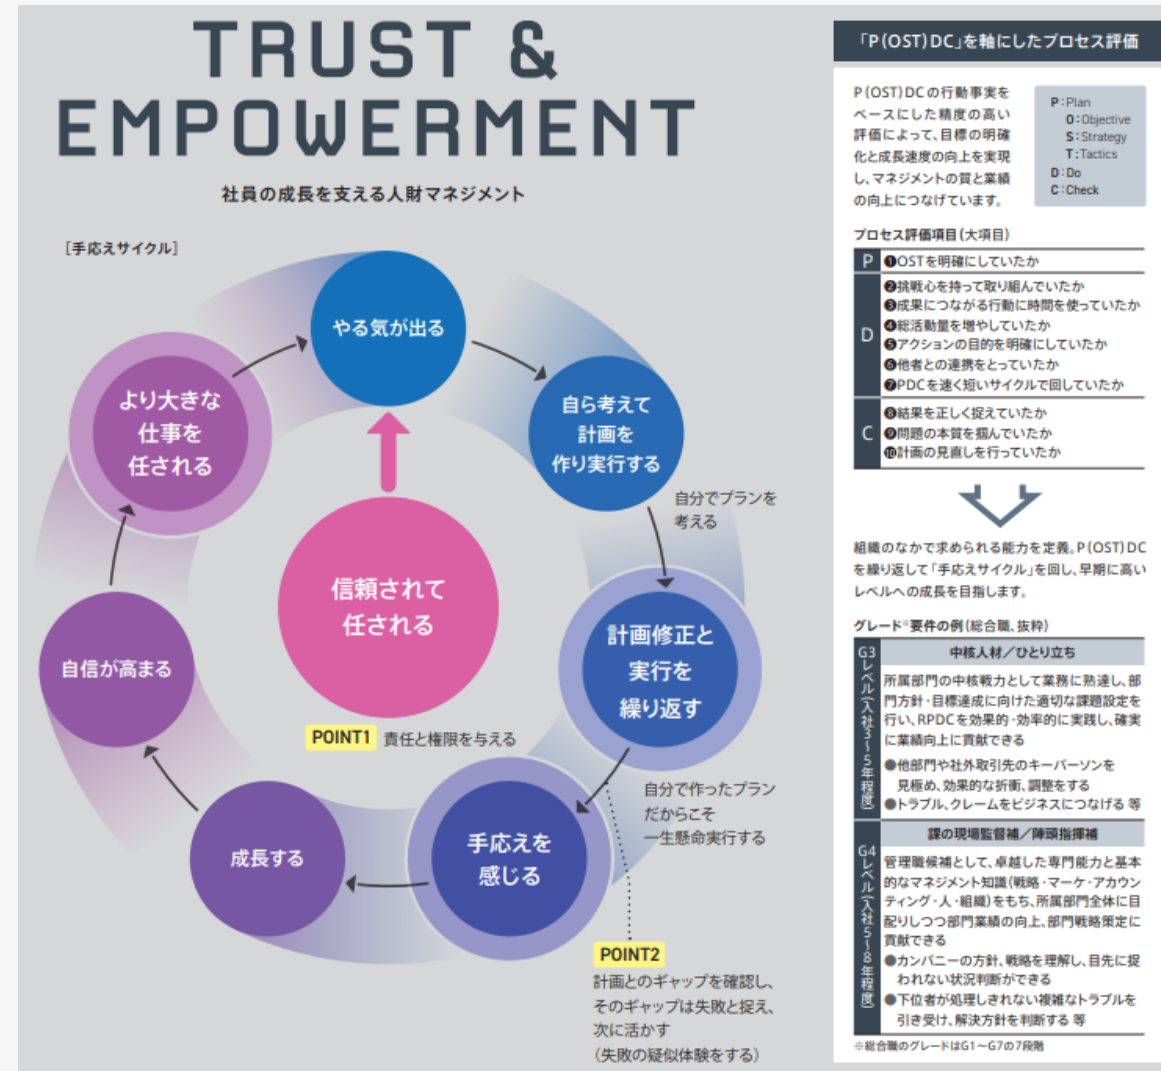 TRUST &
EMPOWERMENT
社員の成長を支える人財マネジメント
[手応えサイクル]
やる気が出る
自ら考えて
計画を
作り実行する
自分でプランを
考える
計画修正と
実行を
繰り返す
自分で作ったプラン
だからこそ
一生懸命実行する
手応えを
感じる
成長する
自信が高まる
より大きな
仕事を
任される
信頼されて
任される
POINT1 責任と権限を与える
POINT2
計画とのギャップを確認し、
そのギャップは失敗と捉え、
次に活かす
(失敗の疑似体験をする)
「P(OST)DC」を軸にしたプロセス評価
P(OST)DCの行動事実を
ベースにした精度の高い
評価によって、目標の明確
化と成長速度の向上を実現
し、マネジメントの質と業績
の向上につなげています。
P:Plan
O:Objective
S:Strategy
T:Tactics
D:Do
C:Check
プロセス評価項目(大項目)
P ❶OSTを明確にしていたか
D
❷挑戦心を持って取り組んでいたか
❸成果につながる行動に時間を使っていたか
❹総活動量を増やしていたか
❺アクションの目的を明確にしていたか
❻他者との連携をとっていたか
❼PDCを速く短いサイクルで回していたか
C
❽結果を正しく捉えていたか
❾問題の本質を掴んでいたか
❿計画の見直しを行っていたか
組織のなかで求められる能力を定義。P(OST)DC
を繰り返して「手応えサイクル」を回し、早期に高い
レベルへの成長を目指します。
グレード※要件の例(総合職、抜粋)
G3レベル(入社3~5年程度)
中核人材/ひとり立ち
所属部門の中核戦力として業務に熟達し、部
門方針・目標達成に向けた適切な課題設定を
行い、RPDCを効果的・効率的に実践し、確実
に業績向上に貢献できる
●他部門や社外取引先のキーパーソンを
見極め、効果的な折衝、調整をする
●トラブル、クレームをビジネスにつなげる 等
G4レベル(入社5~8年程度)
課の現場監督補/陣頭指揮補
管理職候補として、卓越した専門能力と基本
的なマネジメント知識(戦略・マーケ・アカウン
ティング・人・組織)をもち、所属部門全体に目
配りしつつ部門業績の向上、部門戦略策定に
貢献できる
●カンパニーの方針、戦略を理解し、目先に捉
われない状況判断ができる
●下位者が処理しきれない複雑なトラブルを
引き受け、解決方針を判断する 等
※総合職のグレードはG1~G7の7段階